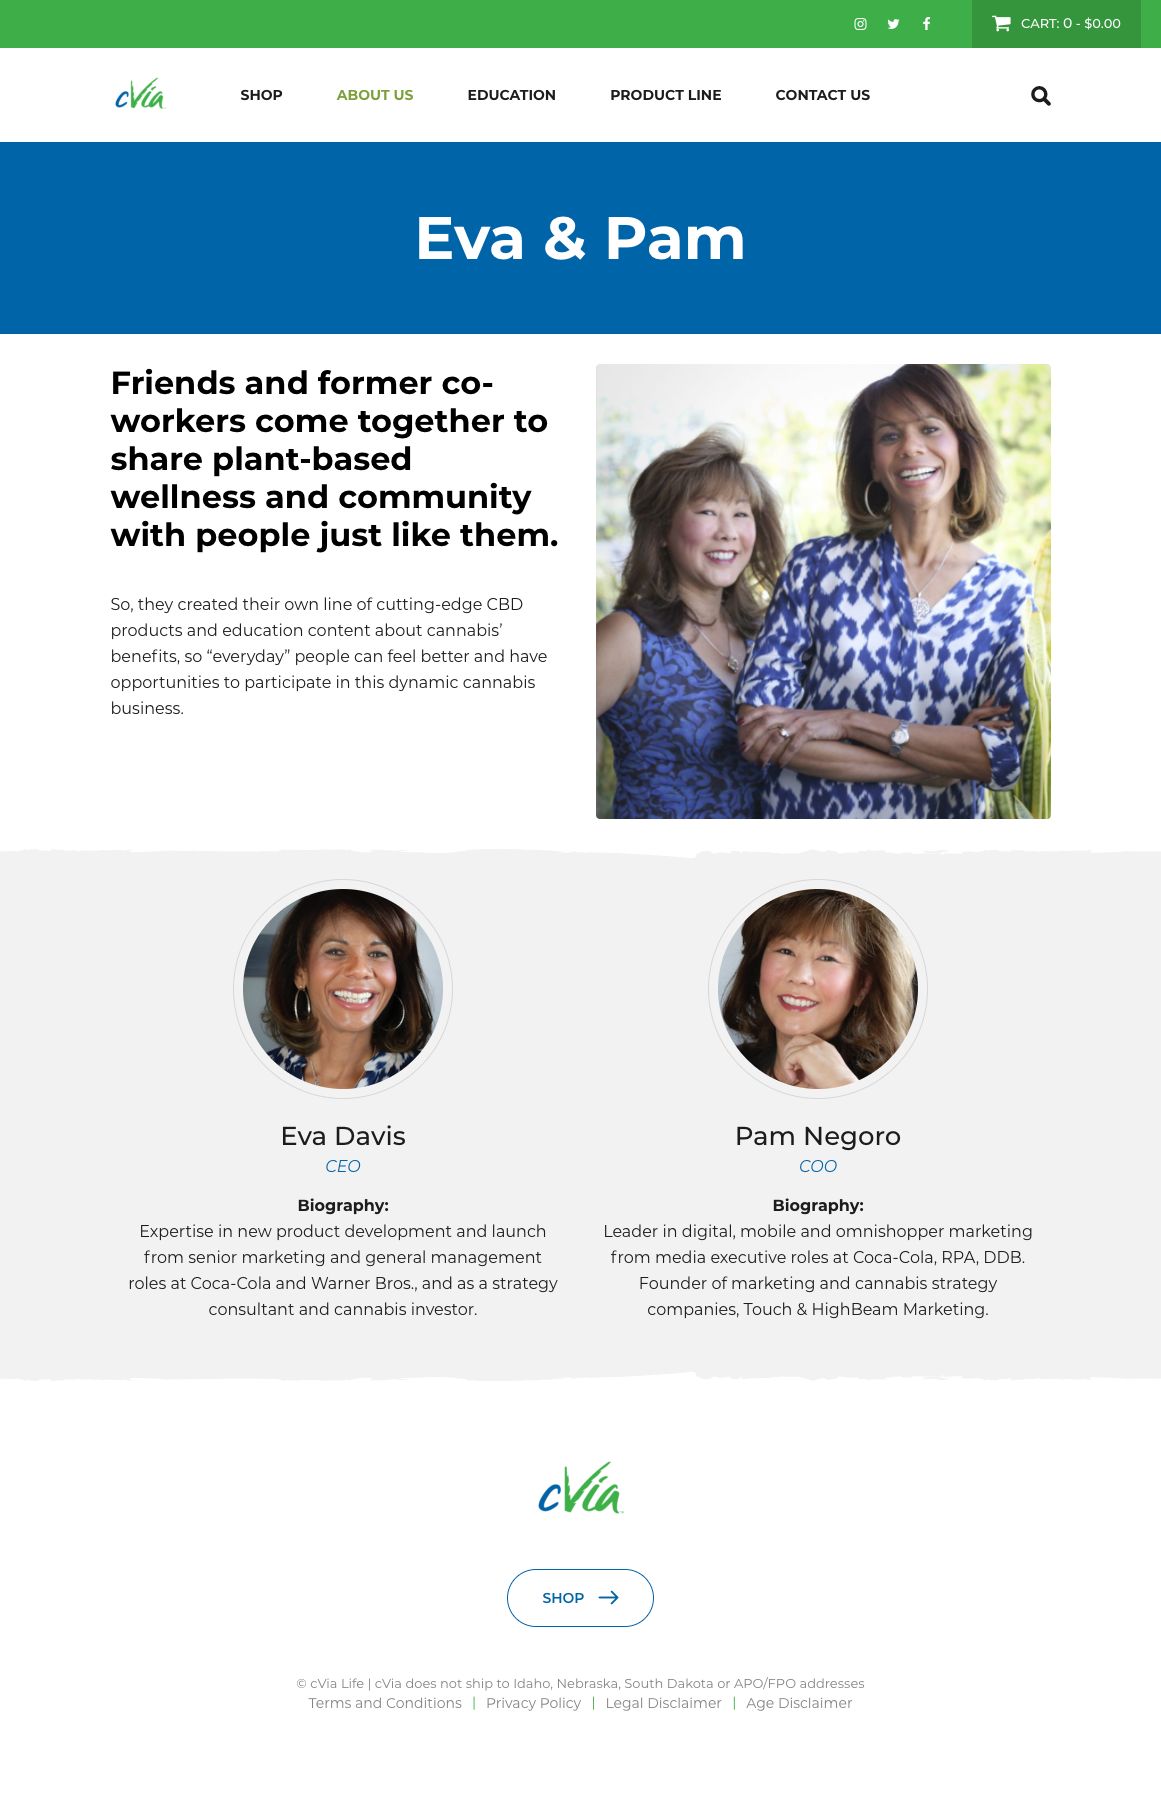 CART: 0 - $0.00
cVia
SHOP
ABOUT US
EDUCATION
PRODUCT LINE
CONTACT US
Eva & Pam
Friends and former co-
workers come together to
share plant-based
wellness and community
with people just like them.
So, they created their own line of cutting-edge CBD
products and education content about cannabis’
benefits, so “everyday” people can feel better and have
opportunities to participate in this dynamic cannabis
business.
Eva Davis
CEO
Biography:
Expertise in new product development and launch
from senior marketing and general management
roles at Coca-Cola and Warner Bros., and as a strategy
consultant and cannabis investor.
Pam Negoro
COO
Biography:
Leader in digital, mobile and omnishopper marketing
from media executive roles at Coca-Cola, RPA, DDB.
Founder of marketing and cannabis strategy
companies, Touch & HighBeam Marketing.
cVia
SHOP
© cVia Life | cVia does not ship to Idaho, Nebraska, South Dakota or APO/FPO addresses
Terms and Conditions | Privacy Policy | Legal Disclaimer | Age Disclaimer